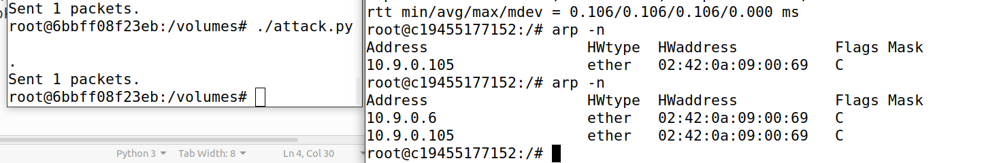 Sent 1 packets.
root@6bbff08f23eb:/volumes# ./attack.py
.
Sent 1 packets.
root@6bbff08f23eb:/volumes#
Python 3 Tab Width: 8 Ln 4, Col 30
rtt min/avg/max/mdev = 0.106/0.106/0.106/0.000 ms
root@c19455177152:/# arp -n
Address HWtype HWaddress Flags Mask
10.9.0.105 ether 02:42:0a:09:00:69 C
root@c19455177152:/# arp -n
Address HWtype HWaddress Flags Mask
10.9.0.6 ether 02:42:0a:09:00:69 C
10.9.0.105 ether 02:42:0a:09:00:69 C
root@c19455177152:/#